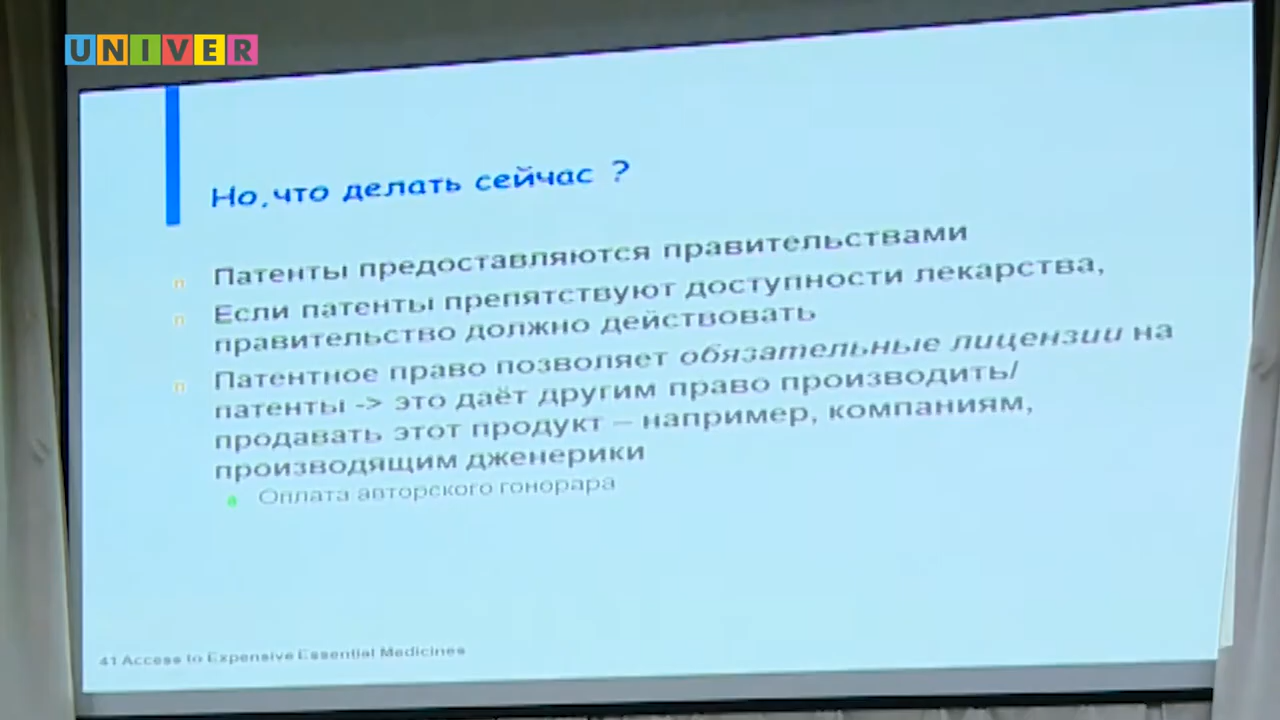 UNIVER
Но, что делать сейчас ?
Патенты предоставляются правительствами
Если патенты препятствуют доступности лекарства,
правительство должно действовать
Патентное право позволяет обязательные лицензии на
патенты -> это даёт другим право производить/
продавать этот продукт – например, компаниям,
производящим дженерики
Оплата авторского гонорара
41 Access to Expensive Essential Medicines